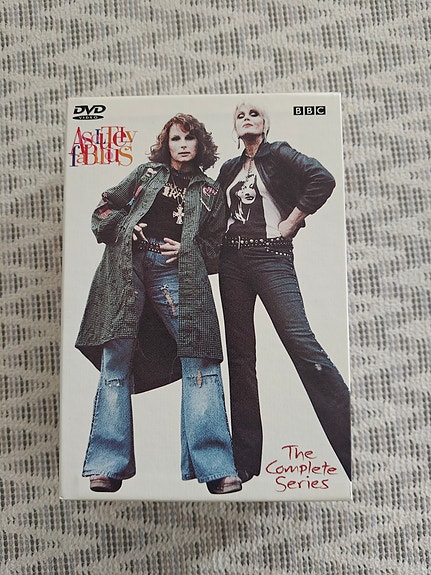 DVD
VIDEO
BBC
Absolutely
fabulous
The
Complete
Series